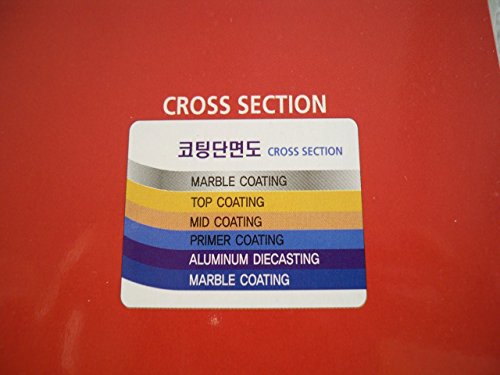 CROSS SECTION
코팅단면도 CROSS SECTION
MARBLE COATING
TOP COATING
MID COATING
PRIMER COATING
ALUMINUM DIECASTING
MARBLE COATING